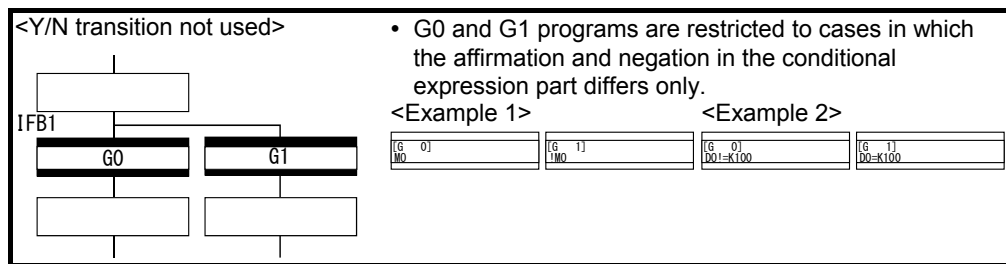 <Y/N transition not used>
IFB1
G0
G1
• G0 and G1 programs are restricted to cases in which
the affirmation and negation in the conditional
expression part differs only.
<Example 1>
<Example 2>
[G 0]
M0
[G 1]
!M0
[G 0]
D0!=K100
[G 1]
D0=K100